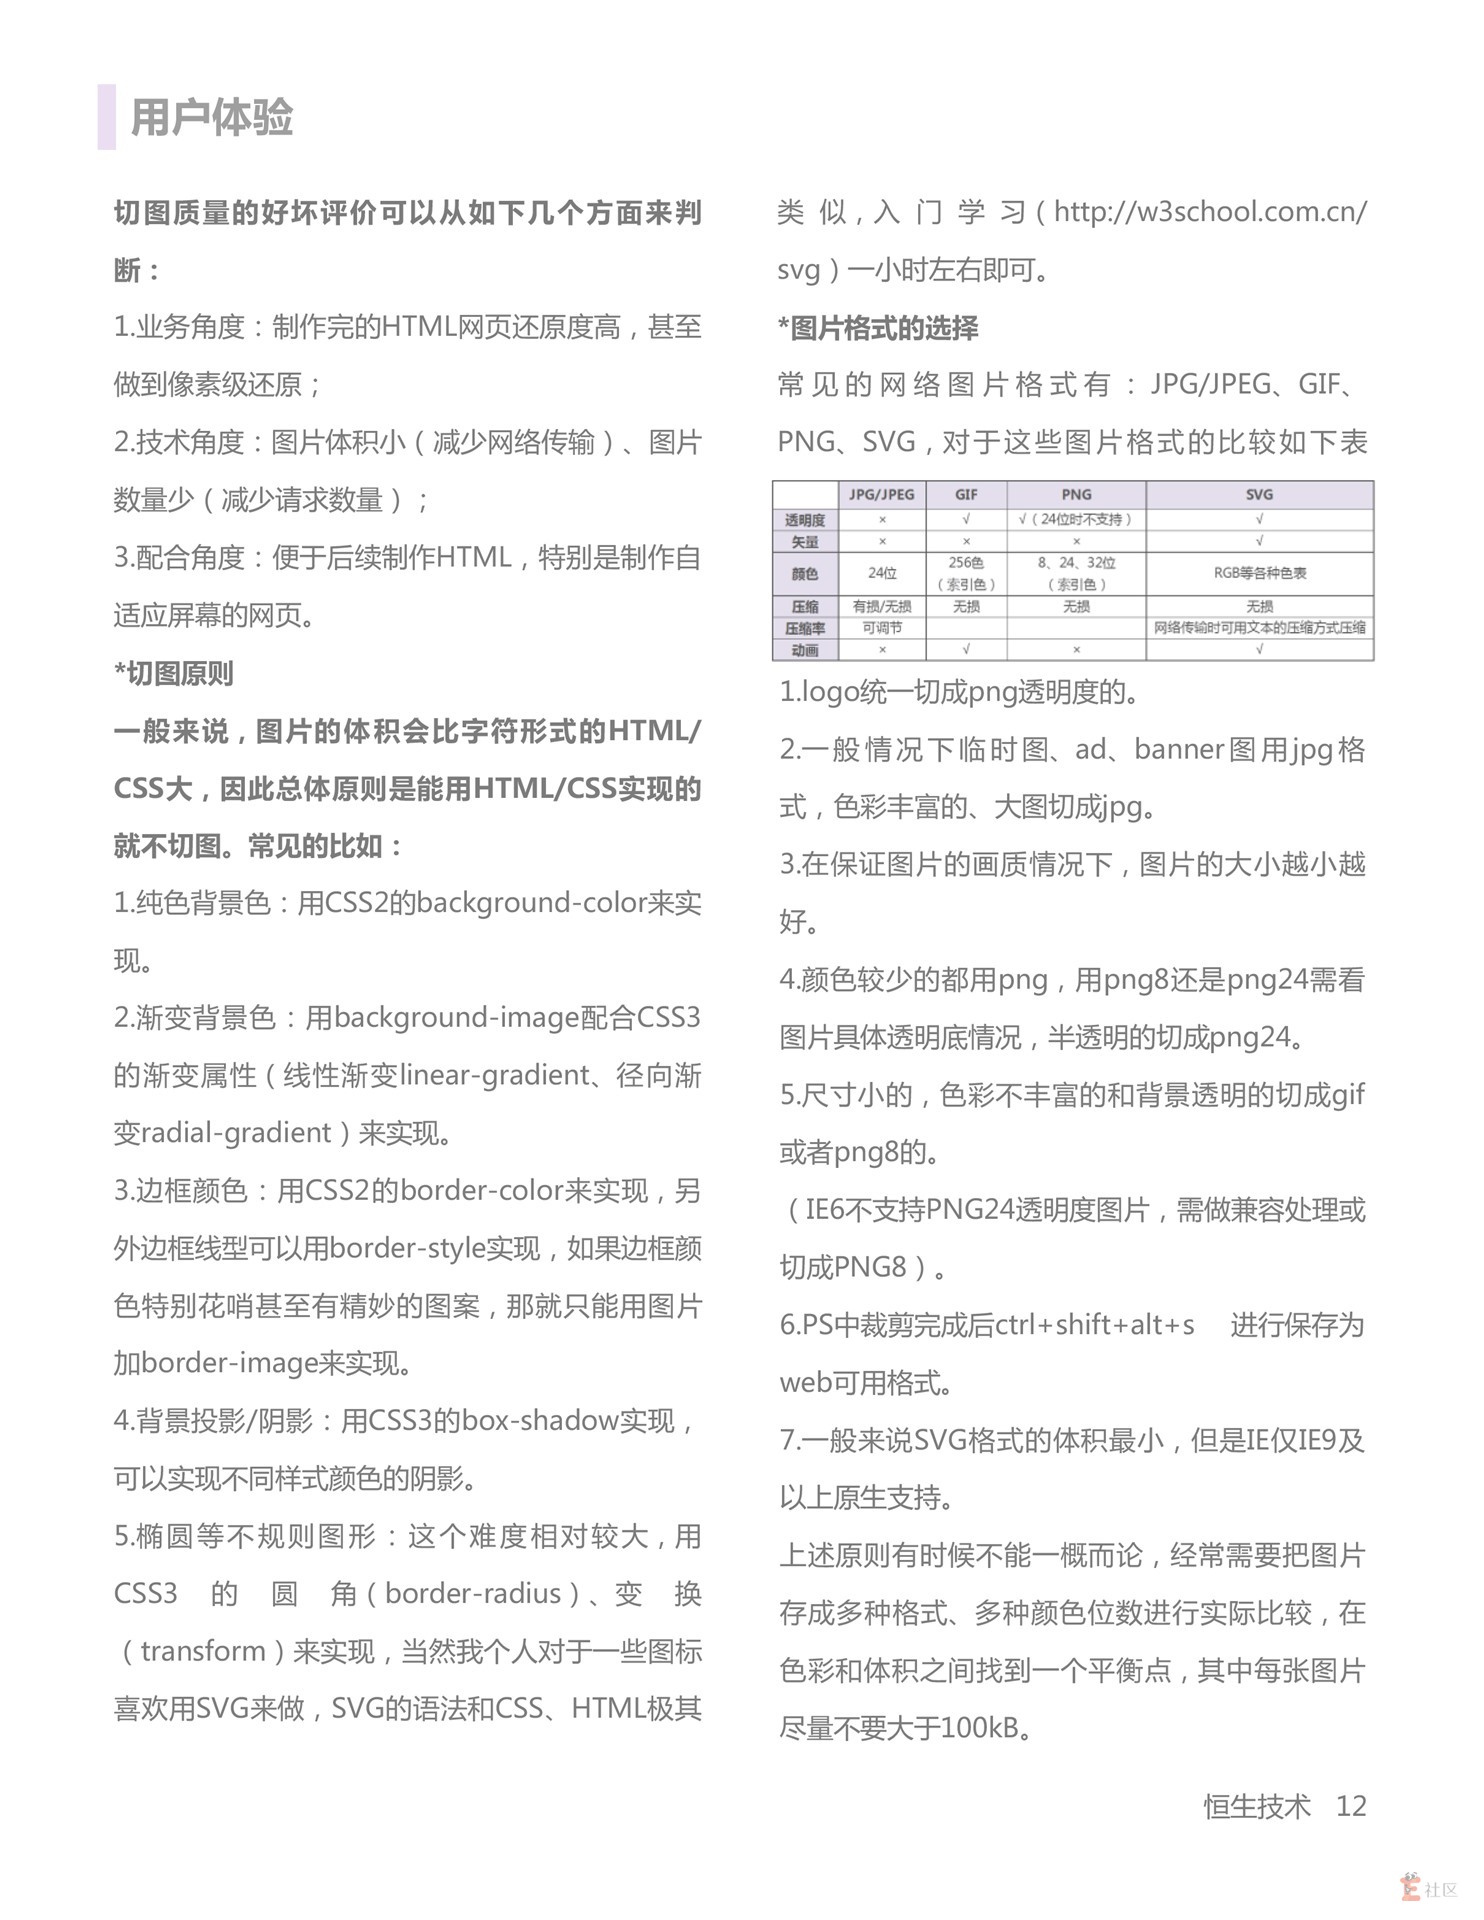 用户体验
切图质量的好坏评价可以从如下几个方面来判
断：
1.业务角度：制作完的HTML网页还原度高，甚至
做到像素级还原；
2.技术角度：图片体积小（减少网络传输）、图片
数量少（减少请求数量）；
3.配合角度：便于后续制作HTML，特别是制作自
适应屏幕的网页。
*切图原则
一般来说，图片的体积会比字符形式的HTML/
CSS大，因此总体原则是能用HTML/CSS实现的
就不切图。常见的比如：
1.纯色背景色：用CSS2的background-color来实
现。
2.渐变背景色：用background-image配合CSS3
的渐变属性（线性渐变linear-gradient、径向渐
变radial-gradient）来实现。
3.边框颜色：用CSS2的border-color来实现，另
外边框线型可以用border-style实现，如果边框颜
色特别花哨甚至有精妙的图案，那就只能用图片
加border-image来实现。
4.背景投影/阴影：用CSS3的box-shadow实现，
可以实现不同样式颜色的阴影。
5.椭圆等不规则图形：这个难度相对较大，用
CSS3 的 圆 角（border-radius）、变 换
（transform）来实现，当然我个人对于一些图标
喜欢用SVG来做，SVG的语法和CSS、HTML极其
类 似，入 门 学 习（http://w3school.com.cn/
svg）一小时左右即可。
*图片格式的选择
常见的网络图片格式有：JPG/JPEG、GIF、
PNG、SVG，对于这些图片格式的比较如下表
JPG/JPEG GIF PNG SVG
透明度 × √ √（24位时不支持） √
矢量 × × × √
颜色 24位 256色（索引色） 8、24、32位（索引色） RGB等各种色表
压缩 有损/无损 无损 无损 无损
压缩率 可调节 网络传输时可用文本的压缩方式压缩
动画 × √ × √
1.logo统一切成png透明度的。
2.一般情况下临时图、ad、banner图用jpg格
式，色彩丰富的、大图切成jpg。
3.在保证图片的画质情况下，图片的大小越小越
好。
4.颜色较少的都用png，用png8还是png24需看
图片具体透明底情况，半透明的切成png24。
5.尺寸小的，色彩不丰富的和背景透明的切成gif
或者png8的。
（IE6不支持PNG24透明度图片，需做兼容处理或
切成PNG8）。
6.PS中裁剪完成后ctrl+shift+alt+s 进行保存为
web可用格式。
7.一般来说SVG格式的体积最小，但是IE仅IE9及
以上原生支持。
上述原则有时候不能一概而论，经常需要把图片
存成多种格式、多种颜色位数进行实际比较，在
色彩和体积之间找到一个平衡点，其中每张图片
尽量不要大于100kB。
恒生技术 12
社区